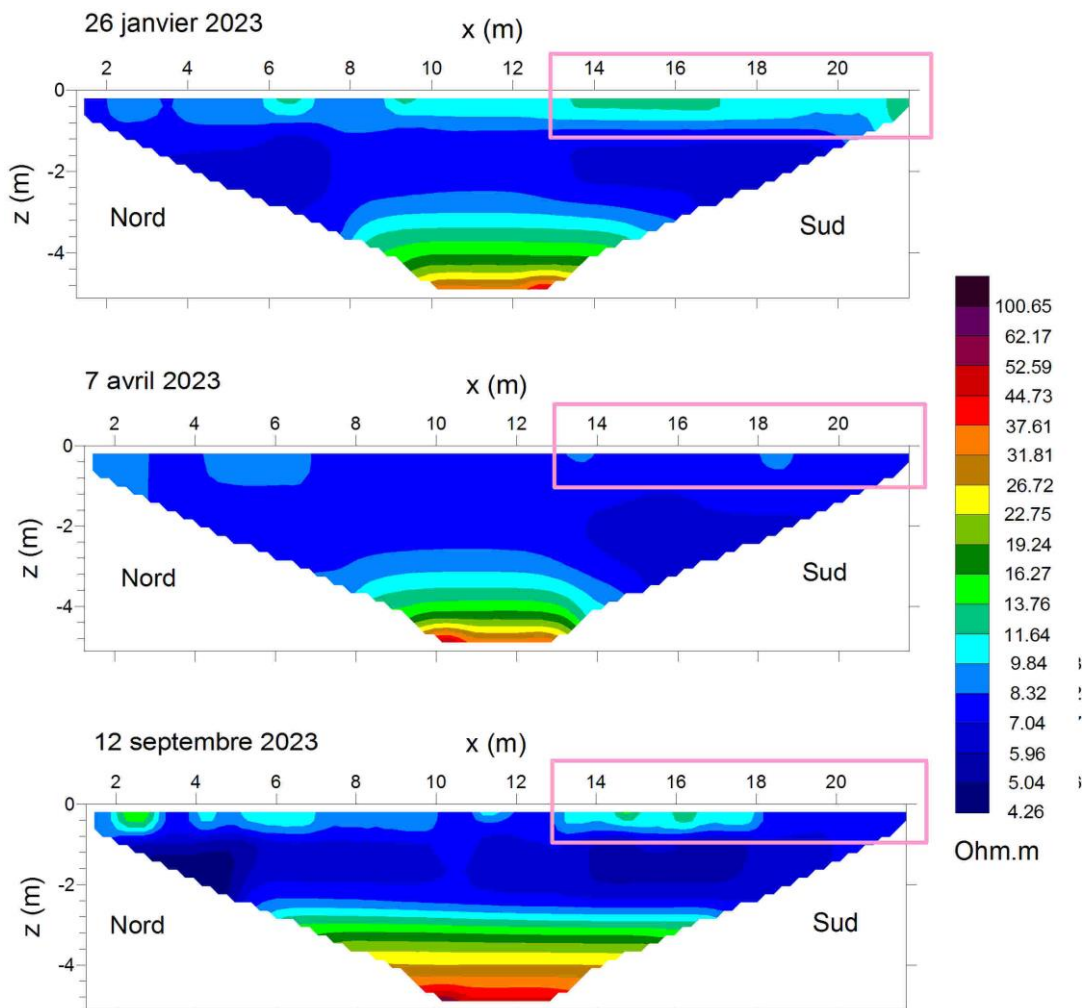 26 janvier 2023
x (m)
2 4 6 8 10 12 14 16 18 20
0
-2
-4
z (m)
Nord
Sud
7 avril 2023
x (m)
2 4 6 8 10 12 14 16 18 20
0
-2
-4
z (m)
Nord
Sud
12 septembre 2023
x (m)
2 4 6 8 10 12 14 16 18 20
0
-2
-4
z (m)
Nord
Sud
100.65
62.17
52.59
44.73
37.61
31.81
26.72
22.75
19.24
16.27
13.76
11.64
9.84
8.32
7.04
5.96
5.04
4.26
Ohm.m